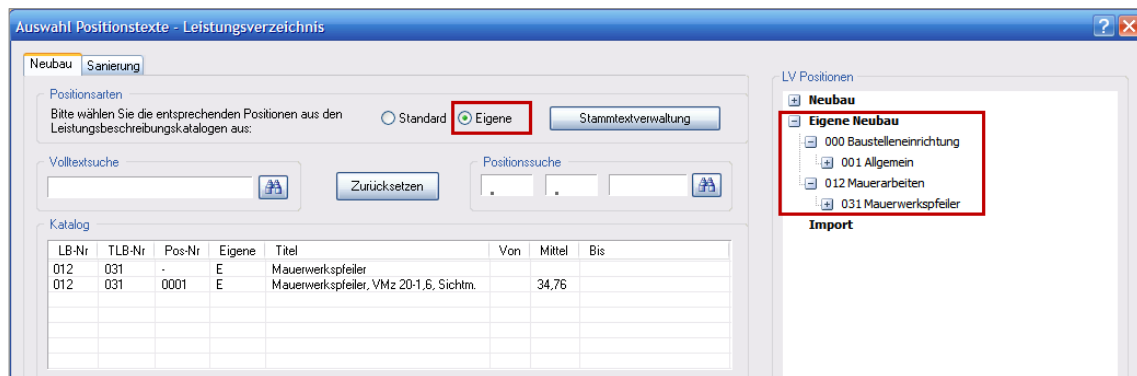 Auswahl Positionstexte - Leistungsverzeichnis
Neubau Sanierung
Positionsarten
Bitte wählen Sie die entsprechenden Positionen aus den
Leistungsbeschreibungskatalogen aus:
Standard Eigene Stammtextverwaltung
Volltextsuche
Zurücksetzen
Positionssuche
. .
Katalog
LB-Nr TLB-Nr Pos-Nr Eigene Titel Von Mittel Bis
012 031 - E Mauerwerkspfeiler
012 031 0001 E Mauerwerkspfeiler, VMz 20-1,6, Sichtm. 34,76
LV Positionen
Neubau
Eigene Neubau
000 Baustelleneinrichtung
001 Allgemein
012 Mauerarbeiten
031 Mauerwerkspfeiler
Import